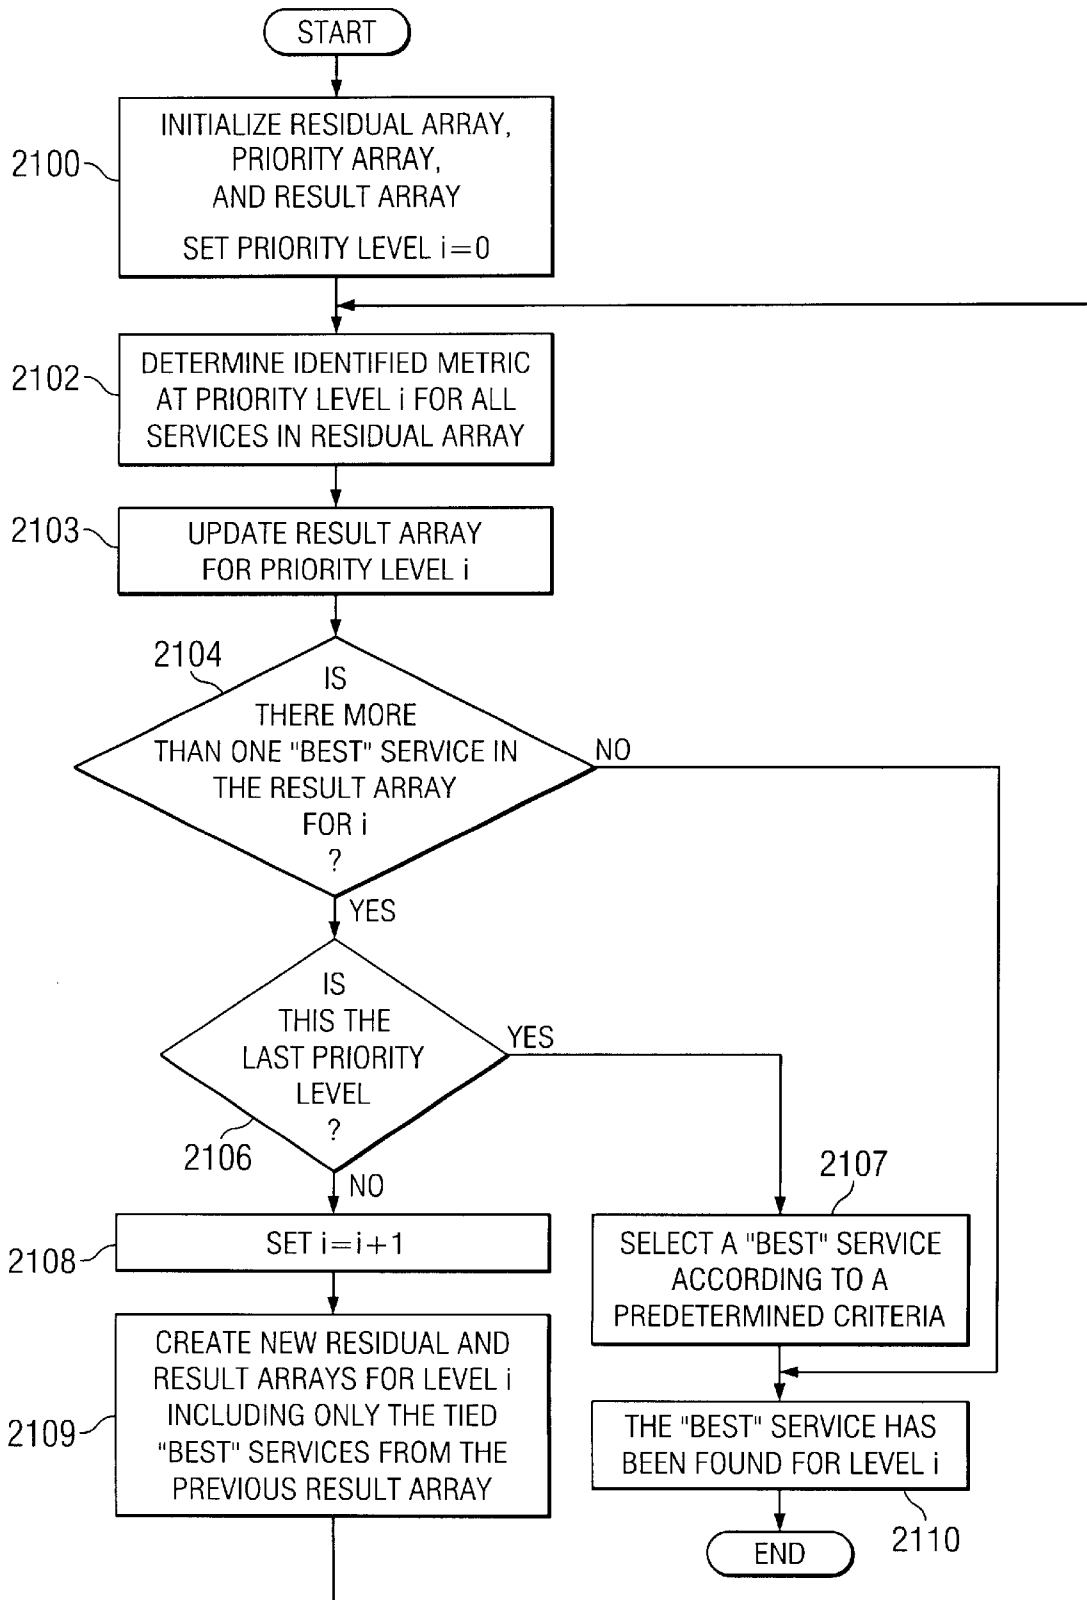 START
2100
INITIALIZE RESIDUAL ARRAY,
PRIORITY ARRAY,
AND RESULT ARRAY
SET PRIORITY LEVEL i=0
2102
DETERMINE IDENTIFIED METRIC
AT PRIORITY LEVEL i FOR ALL
SERVICES IN RESIDUAL ARRAY
2103
UPDATE RESULT ARRAY
FOR PRIORITY LEVEL i
2104
IS
THERE MORE
THAN ONE "BEST" SERVICE IN
THE RESULT ARRAY
FOR i
?
NO
YES
IS
THIS THE
LAST PRIORITY
LEVEL
?
YES
2106
NO
2108
SET i=i+1
2107
SELECT A "BEST" SERVICE
ACCORDING TO A
PREDETERMINED CRITERIA
2109
CREATE NEW RESIDUAL AND
RESULT ARRAYS FOR LEVEL i
INCLUDING ONLY THE TIED
"BEST" SERVICES FROM THE
PREVIOUS RESULT ARRAY
THE "BEST" SERVICE HAS
BEEN FOUND FOR LEVEL i
2110
END